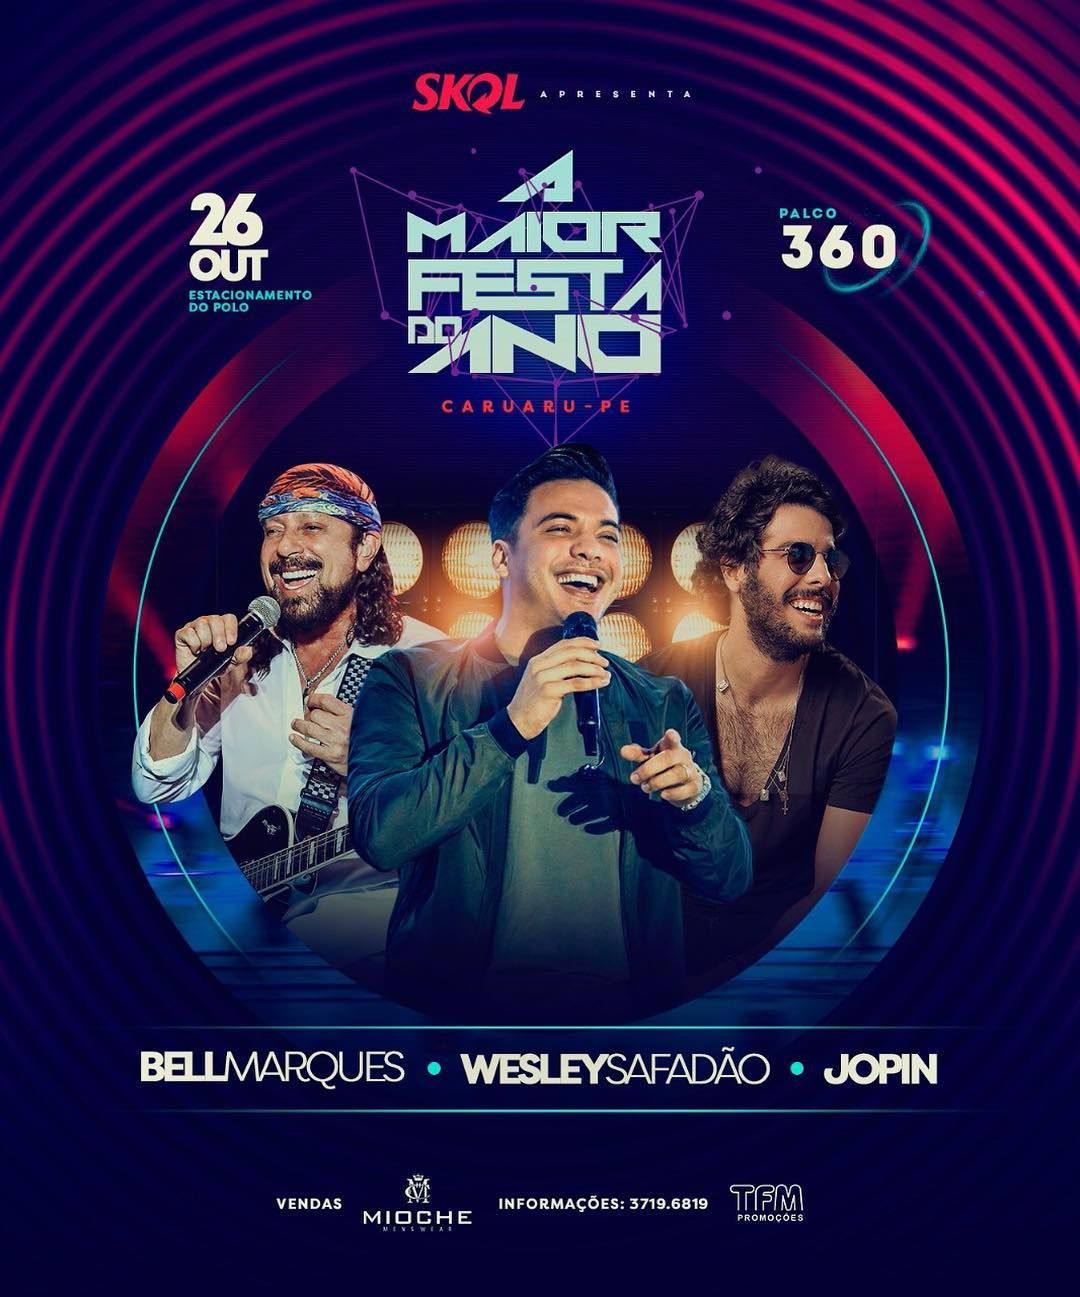 SKOL APRESENTA
26
OUT
ESTACIONAMENTO
DO POLO
A
MAIOR
FESTA
DO ANO
CARUARU-PE
PALCO
360
BELLMARQUES • WESLEYSAFADÃO • JOPIN
VENDAS
MIOCHE
MENSWEAR
INFORMAÇÕES: 3719.6819
TFM
PROMOÇÕES